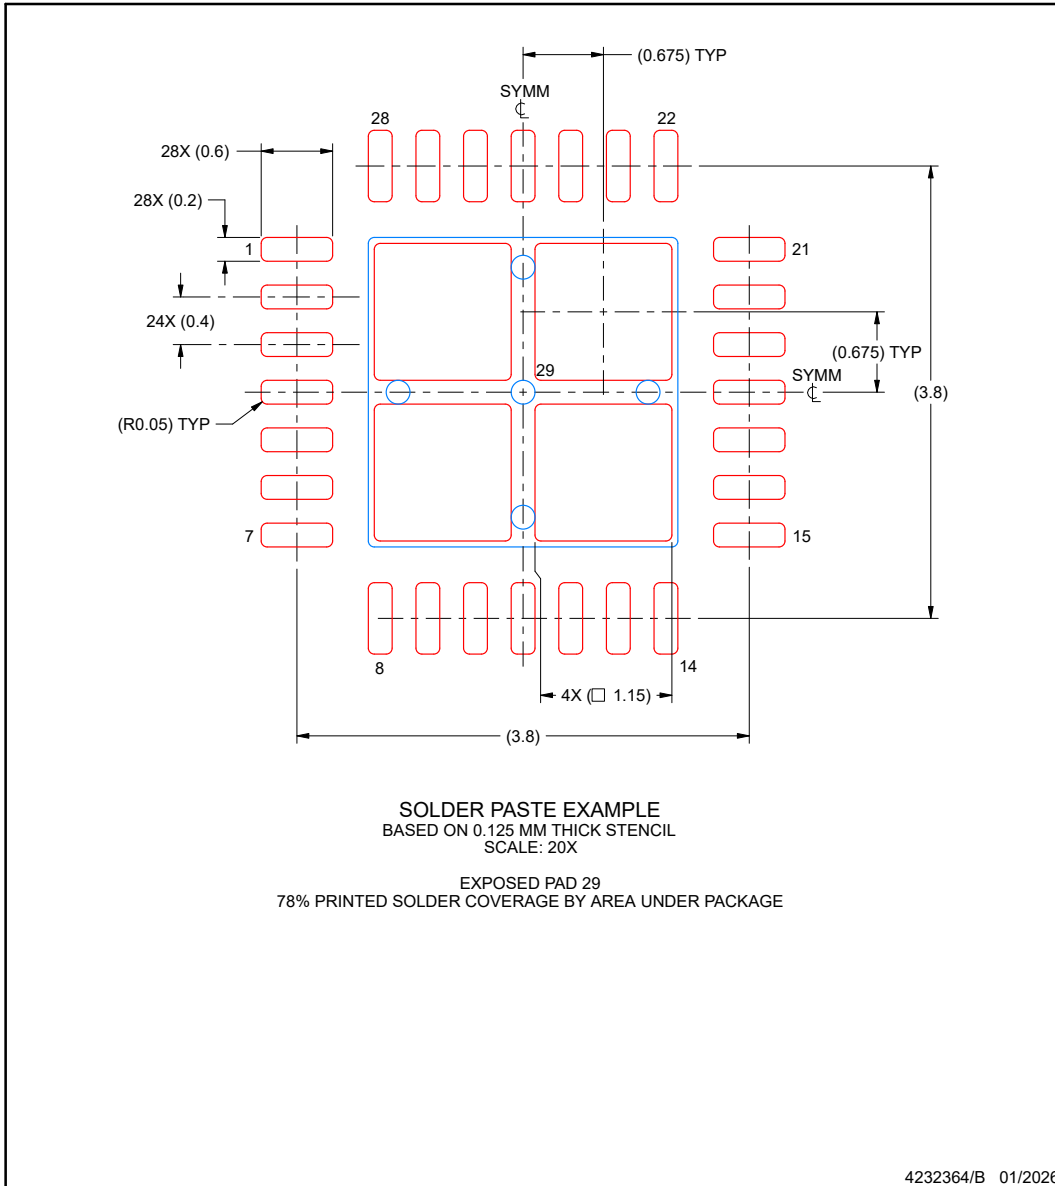 (0.675) TYP
SYMM
28
22
28X (0.6)
28X (0.2)
1
21
24X (0.4)
(0.675) TYP
29
SYMM
(3.8)
(R0.05) TYP
7
15
8
14
4X (□ 1.15)
(3.8)
SOLDER PASTE EXAMPLE
BASED ON 0.125 MM THICK STENCIL
SCALE: 20X
EXPOSED PAD 29
78% PRINTED SOLDER COVERAGE BY AREA UNDER PACKAGE
4232364/B 01/2026